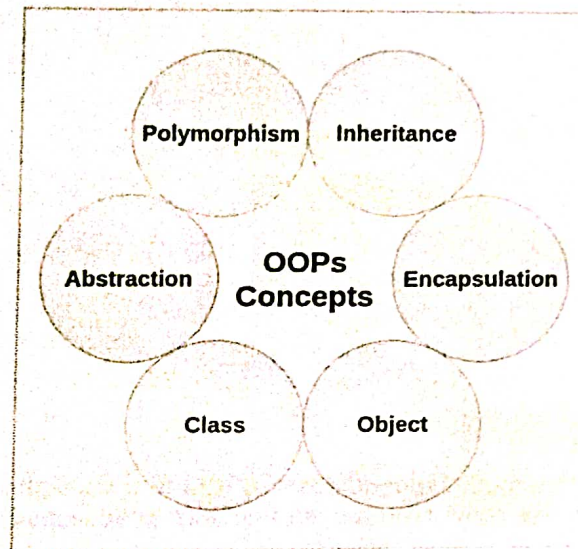 Polymorphism
Inheritance
Abstraction
OOPs
Concepts
Encapsulation
Class
Object